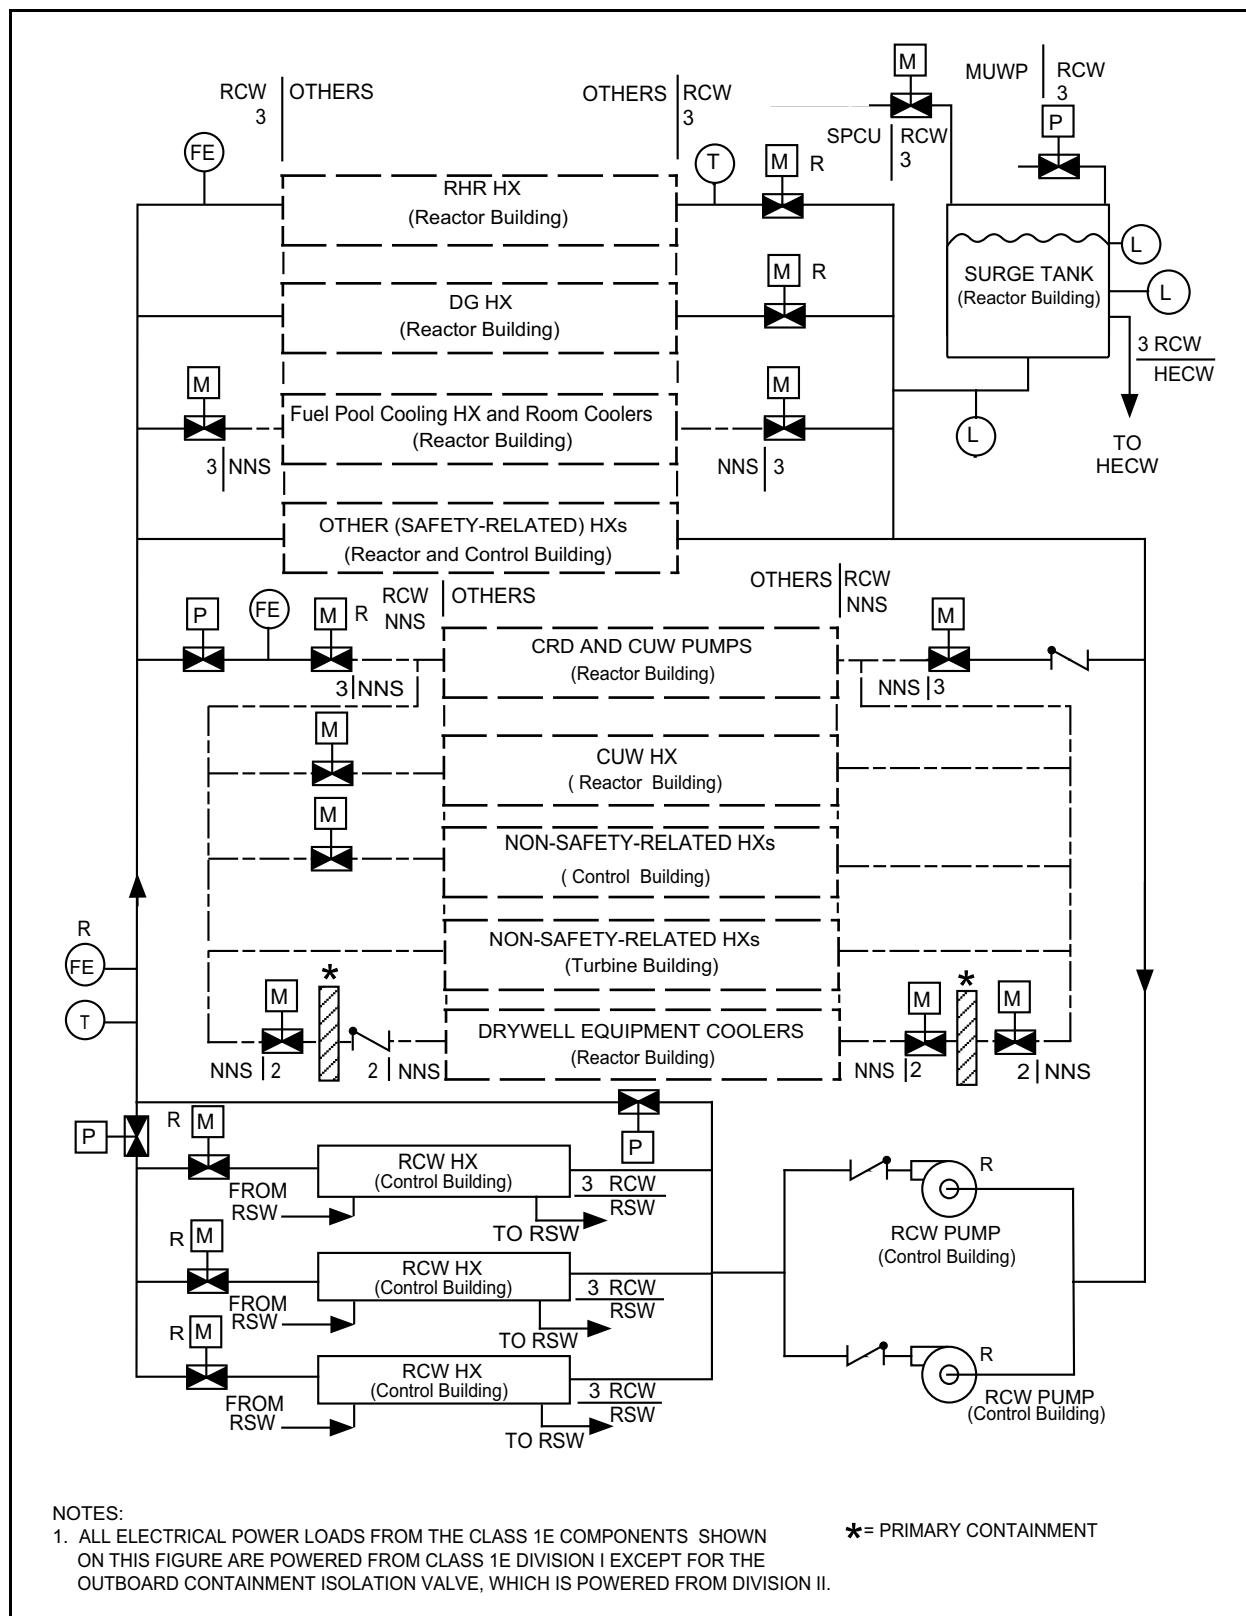 M
MUWP
RCW
3
RCW
3
OTHERS
OTHERS
RCW
3
P
SPCU
RCW
3
FE
T
M
R
RHR HX
(Reactor Building)
L
L
M
R
SURGE TANK
(Reactor Building)
DG HX
(Reactor Building)
3 RCW
HECW
M
M
Fuel Pool Cooling HX and Room Coolers
(Reactor Building)
L
TO
HECW
3
NNS
NNS
3
OTHER (SAFETY-RELATED) HXs
(Reactor and Control Building)
RCW
NNS
OTHERS
OTHERS
RCW
NNS
P
FE
M
R
M
CRD AND CUW PUMPS
(Reactor Building)
3
NNS
NNS
3
M
CUW HX
( Reactor Building)
M
NON-SAFETY-RELATED HXs
( Control Building)
R
FE
NON-SAFETY-RELATED HXs
(Turbine Building)
*
*
M
M
M
T
DRYWELL EQUIPMENT COOLERS
(Reactor Building)
NNS
2
2
NNS
NNS
2
2
NNS
P
R
M
P
RCW HX
(Control Building)
3 RCW
RSW
FROM
RSW
TO RSW
R
RCW PUMP
(Control Building)
R
M
RCW HX
(Control Building)
3 RCW
RSW
FROM
RSW
TO RSW
R
M
RCW HX
(Control Building)
3 RCW
RSW
FROM
RSW
TO RSW
R
RCW PUMP
(Control Building)
NOTES:
1. ALL ELECTRICAL POWER LOADS FROM THE CLASS 1E COMPONENTS SHOWN
ON THIS FIGURE ARE POWERED FROM CLASS 1E DIVISION I EXCEPT FOR THE
OUTBOARD CONTAINMENT ISOLATION VALVE, WHICH IS POWERED FROM DIVISION II.
*= PRIMARY CONTAINMENT